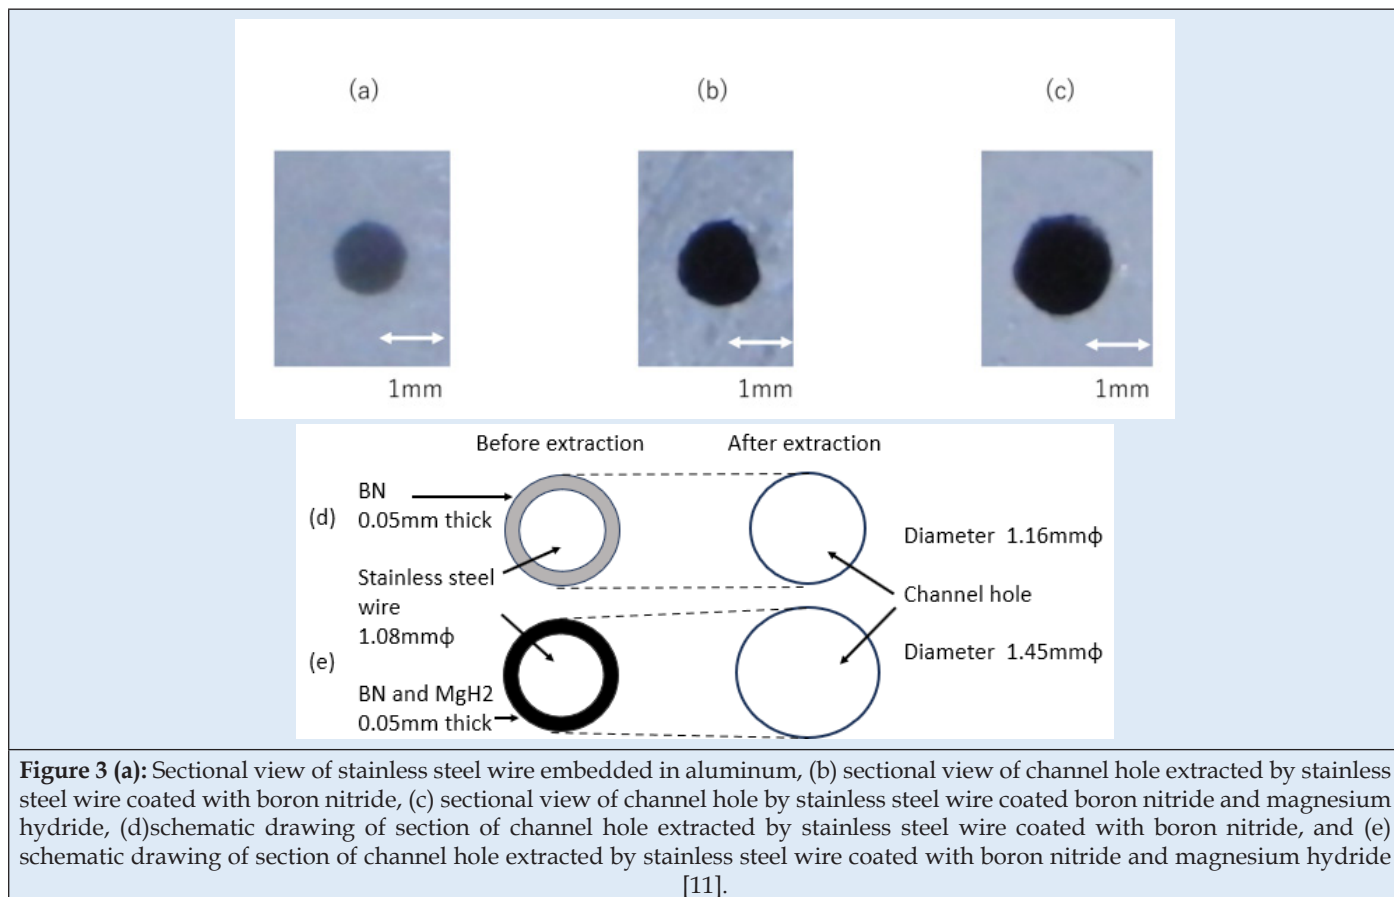 (a) (b) (c)
1mm 1mm 1mm
Before extraction After extraction
BN
0.05mm thick
(d)
Diameter 1.16mmϕ
Stainless steel
wire
1.08mmϕ
Channel hole
(e)
Diameter 1.45mmϕ
BN and MgH2
0.05mm thick
Figure 3 (a): Sectional view of stainless steel wire embedded in aluminum, (b) sectional view of channel hole extracted by stainless
steel wire coated with boron nitride, (c) sectional view of channel hole by stainless steel wire coated boron nitride and magnesium
hydride, (d)schematic drawing of section of channel hole extracted by stainless steel wire coated with boron nitride, and (e)
schematic drawing of section of channel hole extracted by stainless steel wire coated with boron nitride and magnesium hydride
[11].